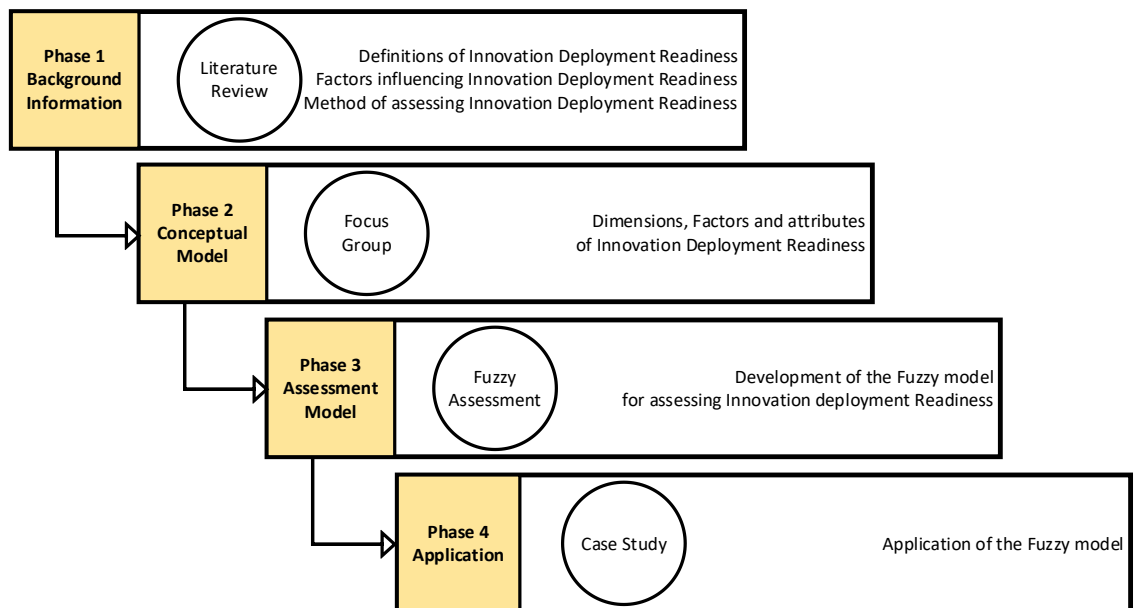 Phase 1
Background
Information
Literature
Review
Definitions of Innovation Deployment Readiness
Factors influencing Innovation Deployment Readiness
Method of assessing Innovation Deployment Readiness
Phase 2
Conceptual
Model
Focus
Group
Dimensions, Factors and attributes
of Innovation Deployment Readiness
Phase 3
Assessment
Model
Fuzzy
Assessment
Development of the Fuzzy model
for assessing Innovation deployment Readiness
Phase 4
Application
Case Study
Application of the Fuzzy model